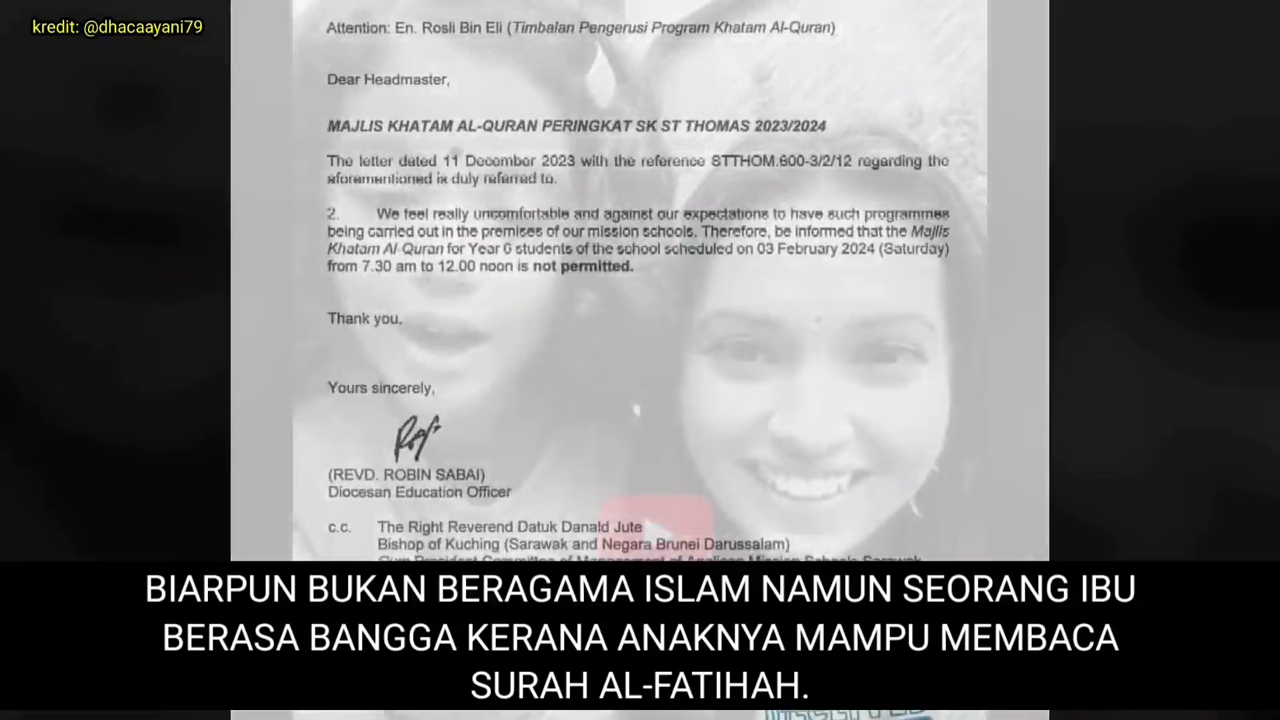 kredit: @dhacaayani79
Attention: En. Rosli Bin Eli (Timbalan Pengerusi Program Khatam Al-Quran)
Dear Headmaster,
MAJLIS KHATAM AL-QURAN PERINGKAT SK ST THOMAS 2023/2024
The letter dated 11 December 2023 with the reference STTHOM.600-3/2/12 regarding the
aforementioned is duly referred to.
2. We feel really uncomfortable and against our expectations to have such programmes
being carried out in the premises of our mission schools. Therefore, be informed that the Majlis
Khatam Al-Quran for Year 6 students of the school scheduled on 03 February 2024 (Saturday)
from 7.30 am to 12.00 noon is not permitted.
Thank you.
Yours sincerely,
(REVD. ROBIN SABAI)
Diocesan Education Officer
c.c. The Right Reverend Datuk Danald Jute
Bishop of Kuching (Sarawak and Negara Brunei Darussalam)
BIARPUN BUKAN BERAGAMA ISLAM NAMUN SEORANG IBU
BERASA BANGGA KERANA ANAKNYA MAMPU MEMBACA
SURAH AL-FATIHAH.